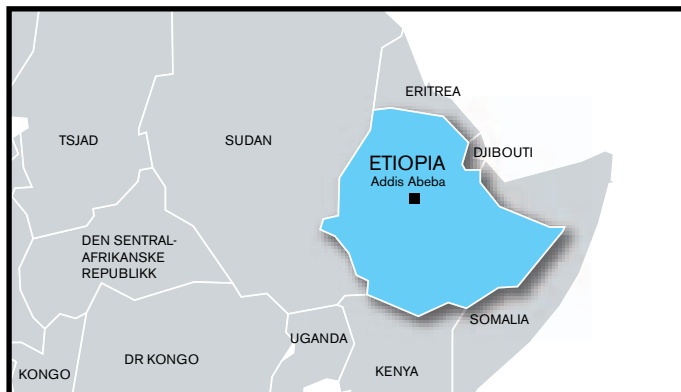 ERITREA
TSJAD
SUDAN
DJIBOUTI
ETIOPIA
Addis Abeba
DEN SENTRAL-
AFRIKANSKE
REPUBLIKK
SOMALIA
UGANDA
DR KONGO
KONGO
KENYA